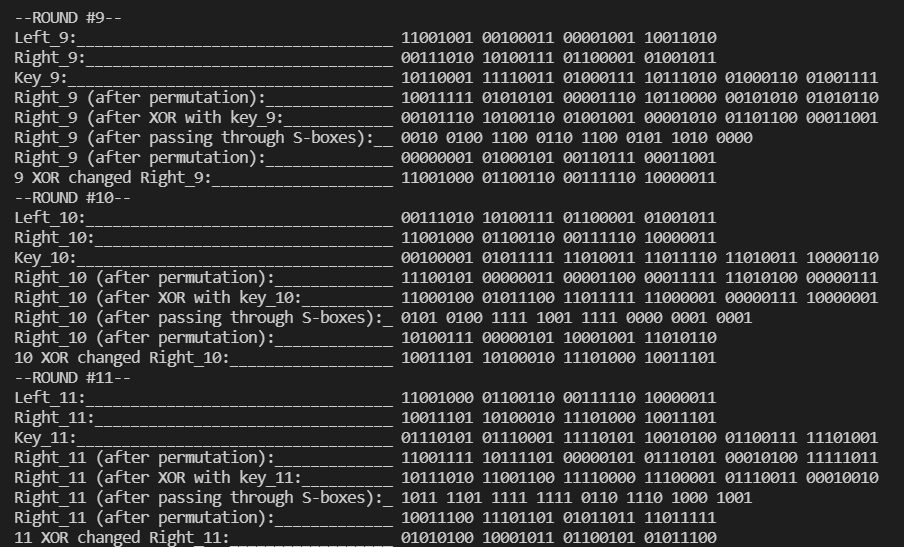 --ROUND #9--
Left_9:___________________________________ 11001001 00100011 00001001 10011010
Right_9:__________________________________ 00111010 10100111 01100001 01001011
Key_9:____________________________________ 10110001 11110011 01000111 10111010 01000110 01001111
Right_9 (after permutation):______________ 10011111 01010101 00001110 10110000 00101010 01010110
Right_9 (after XOR with key_9:____________ 00101110 10100110 01001001 00001010 01101100 00011001
Right_9 (after passing through S-boxes):__ 0010 0100 1100 0110 1100 0101 1010 0000
Right_9 (after permutation):______________ 00000001 01000101 00110111 00011001
9 XOR changed Right_9:____________________ 11001000 01100110 00111110 10000011
--ROUND #10--
Left_10:__________________________________ 00111010 10100111 01100001 01001011
Right_10:_________________________________ 11001000 01100110 00111110 10000011
Key_10:___________________________________ 00100001 01011111 11010011 11011110 11010011 10000110
Right_10 (after permutation):_____________ 11100101 00000011 00001100 00011111 11010100 00000111
Right_10 (after XOR with key_10:__________ 11000100 01011100 11011111 11000001 00000111 10000001
Right_10 (after passing through S-boxes):_ 0101 0100 1111 1001 1111 0000 0001 0001
Right_10 (after permutation):_____________ 10100111 00000101 10001001 11010110
10 XOR changed Right_10:__________________ 10011101 10100010 11101000 10011101
--ROUND #11--
Left_11:__________________________________ 11001000 01100110 00111110 10000011
Right_11:_________________________________ 10011101 10100010 11101000 10011101
Key_11:___________________________________ 01110101 01110001 11110101 10010100 01100111 11101001
Right_11 (after permutation):_____________ 11001111 10111101 00000101 01110101 00010100 11111011
Right_11 (after XOR with key_11:__________ 10111010 11001100 11110000 11100001 01110011 00010010
Right_11 (after passing through S-boxes):_ 1011 1101 1111 1111 0110 1110 1000 1001
Right_11 (after permutation):_____________ 10011100 11101101 01011011 11011111
11 XOR changed Right_11:__________________ 01010100 10001011 01100101 01011100